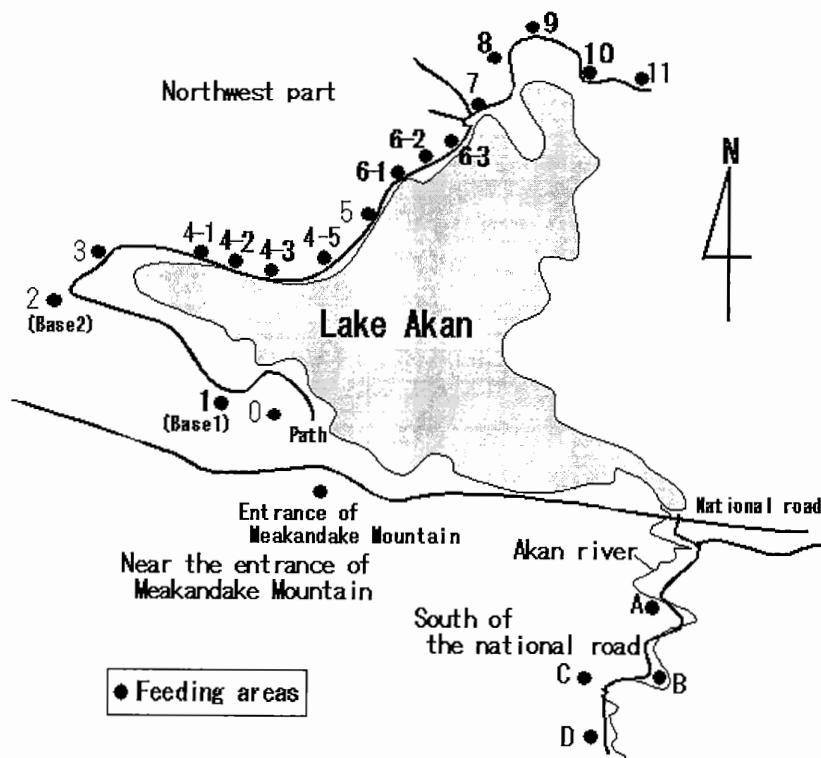 9
8
10
11
Northwest part
7
6-2
6-3
6-1
N
5
4-1
4-2
4-3
4-5
3
2
(Base2)
Lake Akan
1
(Base1)
0
Path
National road
Entrance of
Meakandake Mountain
Near the entrance of
Meakandake Mountain
Akan river
A
South of
the national road
C
B
D
Feeding areas